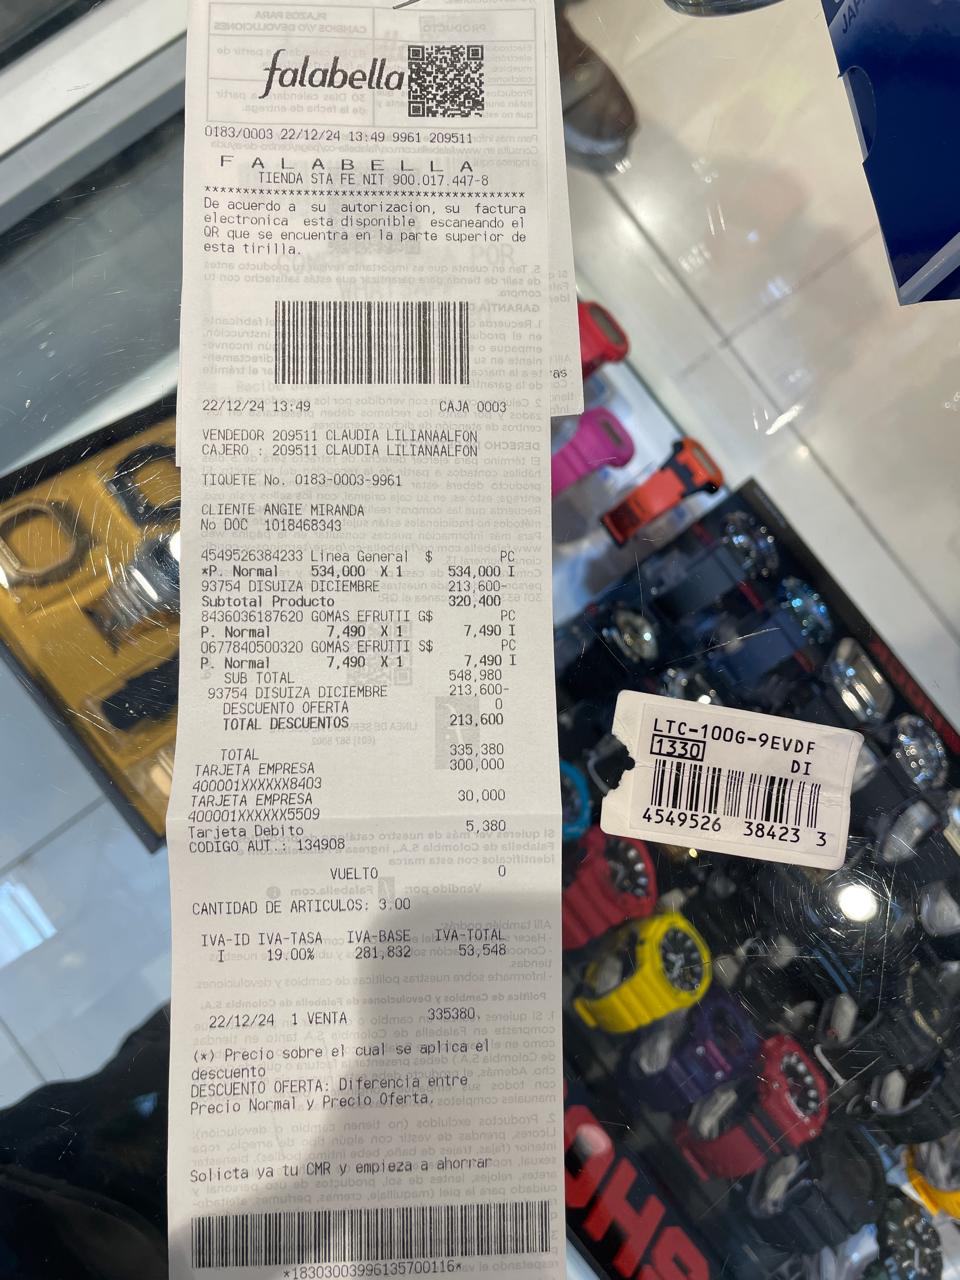 falabella
0183/0003 22/12/24 13:49 9961 209511
F A L A B E L L A
TIENDA STA FE NIT 900.017.447-8
****************************************
De acuerdo a su autorizacion, su factura
electronica esta disponible escaneando el
QR que se encuentra en la parte superior de
esta tirilla.
22/12/24 13:49 CAJA 0003
VENDEDOR 209511 CLAUDIA LILIANAALFON
CAJERO : 209511 CLAUDIA LILIANAALFON
TIQUETE No. 0183-0003-9961
CLIENTE ANGIE MIRANDA
No DOC 1018468343
4549526384233 Linea General $ PC
*P. Normal 534,000 X 1 534,000 I
93754 DISUIZA DICIEMBRE 213,600-
Subtotal Producto 320,400
8436036187620 GOMAS EFRUTTI G$ PC
P. Normal 7,490 X 1 7,490 I
0677840500320 GOMAS EFRUTTI S$ PC
P. Normal 7,490 X 1 7,490 I
SUB TOTAL 548,980
93754 DISUIZA DICIEMBRE 213,600-
DESCUENTO OFERTA 0
TOTAL DESCUENTOS 213,600
TOTAL 335,380
TARJETA EMPRESA 300,000
400001XXXXXX8403
TARJETA EMPRESA 30,000
400001XXXXXX5509
Tarjeta Debito 5,380
CODIGO AUT.: 134908
VUELTO 0
CANTIDAD DE ARTICULOS: 3.00
IVA-ID IVA-TASA IVA-BASE IVA-TOTAL
I 19.00% 281,832 53,548
22/12/24 1 VENTA 335380,
(*) Precio sobre el cual se aplica el
descuento
DESCUENTO OFERTA: Diferencia entre
Precio Normal y Precio Oferta.
Solicta ya tu CMR y empieza a ahorrar
*18303003996135700116*
LTC-100G-9EVDF
1330 DI
4549526 38423 3